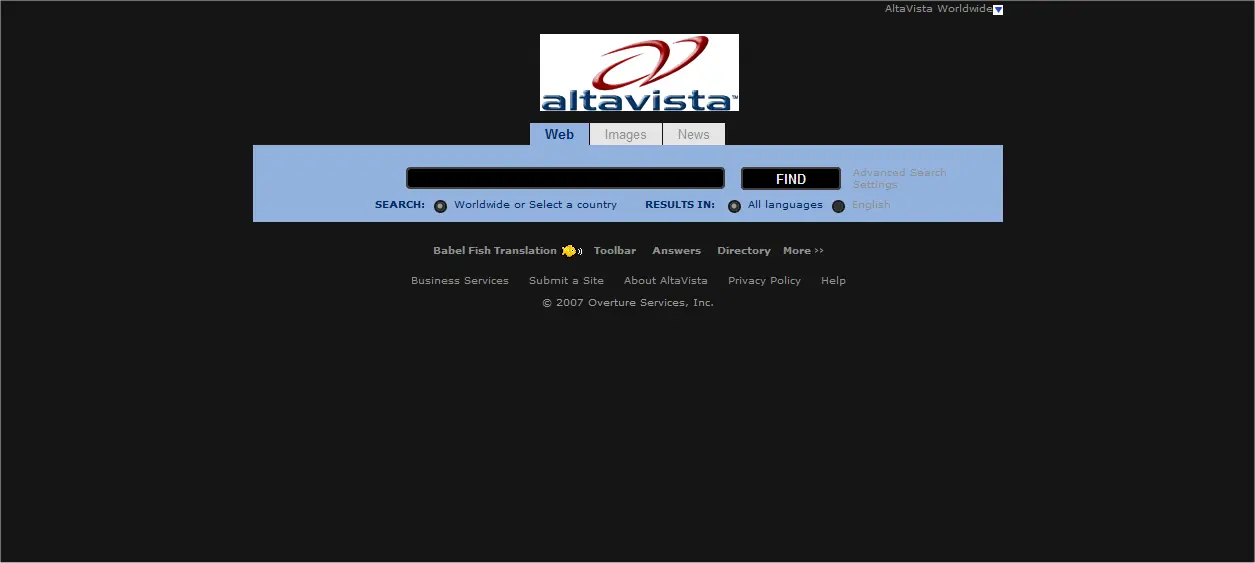 AltaVista Worldwide
altavista™
Web Images News
FIND
Advanced Search
Settings
SEARCH: Worldwide or Select a country RESULTS IN: All languages English
Babel Fish Translation Toolbar Answers Directory More >>
Business Services Submit a Site About AltaVista Privacy Policy Help
© 2007 Overture Services, Inc.